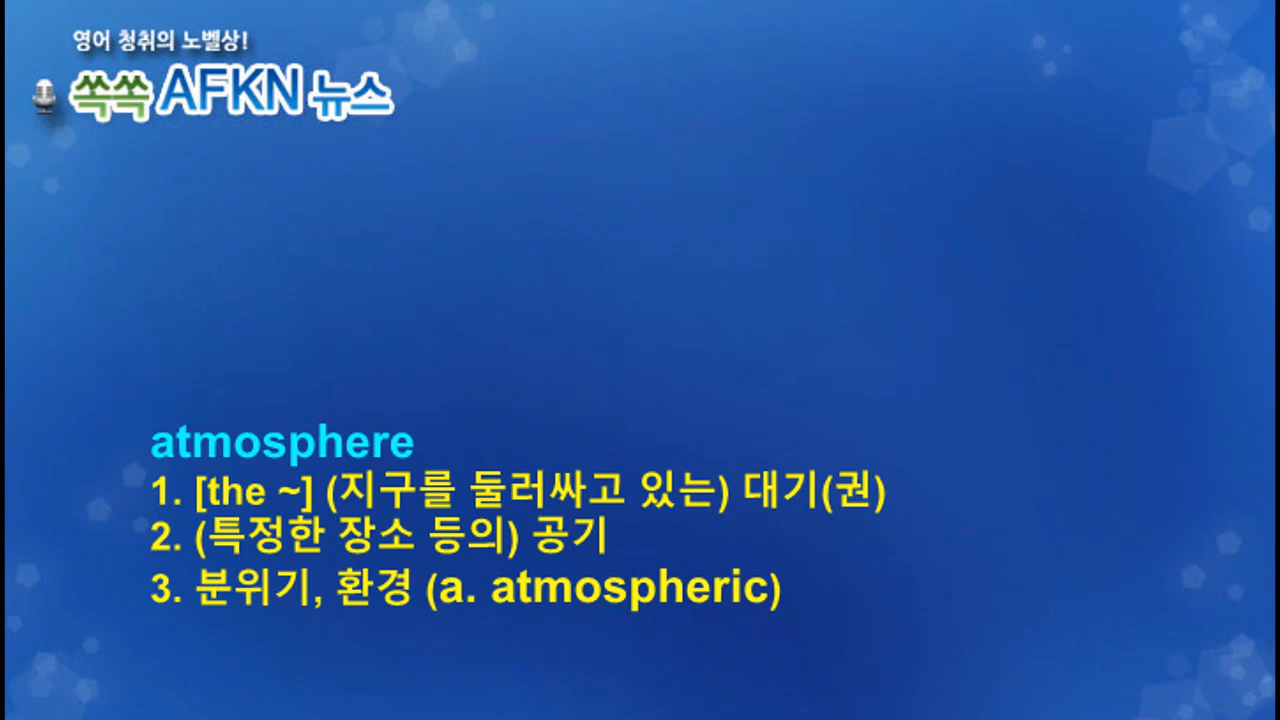 영어 청취의 노벨상!
쏙쏙 AFKN 뉴스
atmosphere
1. [the ~] (지구를 둘러싸고 있는) 대기(권)
2. (특정한 장소 등의) 공기
3. 분위기, 환경 (a. atmospheric)